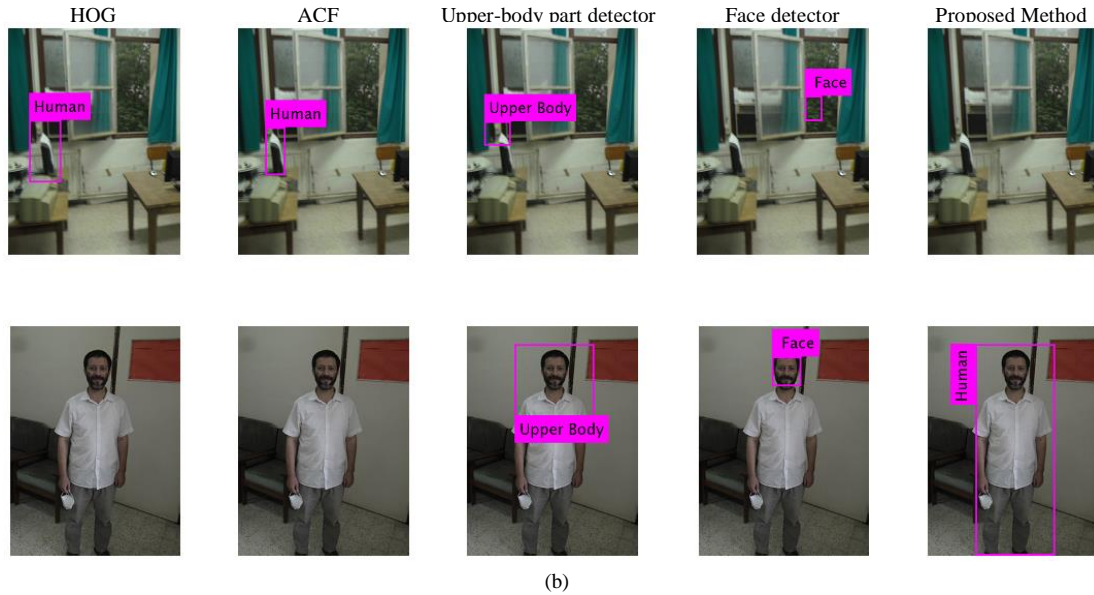 HOG ACF Upper-body part detector Face detector Proposed Method
Human Human Upper Body Face
Face
Human
Upper Body
(b)